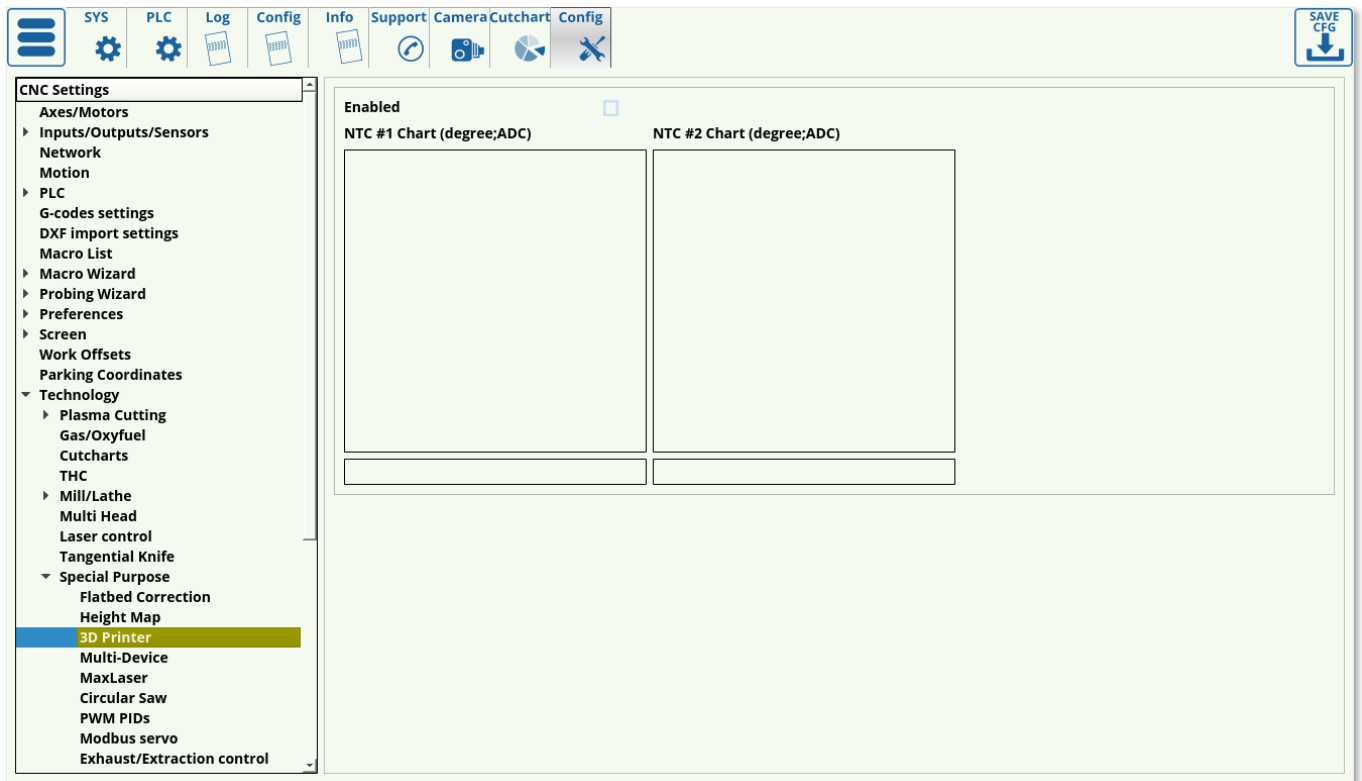 SYS PLC Log Config Info Support Camera Cutchart Config SAVE CFG
CNC Settings
Axes/Motors
Inputs/Outputs/Sensors
Network
Motion
PLC
G-codes settings
DXF import settings
Macro List
Macro Wizard
Probing Wizard
Preferences
Screen
Work Offsets
Parking Coordinates
Technology
Plasma Cutting
Gas/Oxyfuel
Cutcharts
THC
Mill/Lathe
Multi Head
Laser control
Tangential Knife
Special Purpose
Flatbed Correction
Height Map
3D Printer
Multi-Device
MaxLaser
Circular Saw
PWM PIDs
Modbus servo
Exhaust/Extraction control
Enabled
NTC #1 Chart (degree;ADC) NTC #2 Chart (degree;ADC)